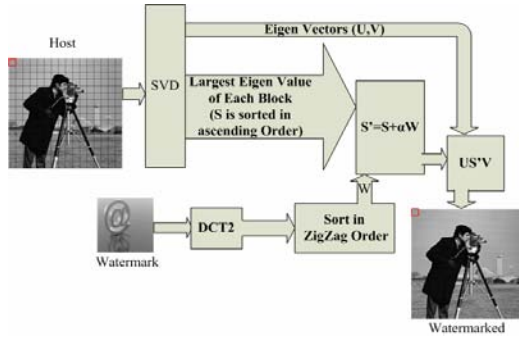 Host
SVD
Eigen Vectors (U,V)
Largest Eigen Value
of Each Block
(S is sorted in
ascending Order)
S'=S+αW
US'V
W
Watermark
DCT2
Sort in
ZigZag Order
Watermarked